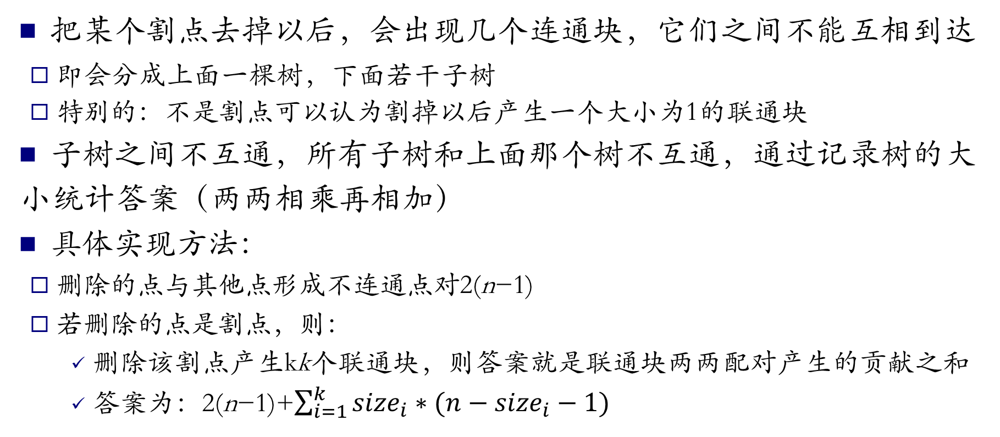 ■ 把某个割点去掉以后，会出现几个连通块，它们之间不能互相到达
□ 即会分成上面一棵树，下面若干子树
□ 特别的：不是割点可以认为割掉以后产生一个大小为1的联通块
■ 子树之间不互通，所有子树和上面那个树不互通，通过记录树的大
小统计答案（两两相乘再相加）
■ 具体实现方法：
□ 删除的点与其他点形成不连通点对2(n−1)
□ 若删除的点是割点，则：
✓ 删除该割点产生kk个联通块，则答案就是联通块两两配对产生的贡献之和
✓ 答案为：2(n−1)+∑_{i=1}^{k} size_i * (n − size_i − 1)